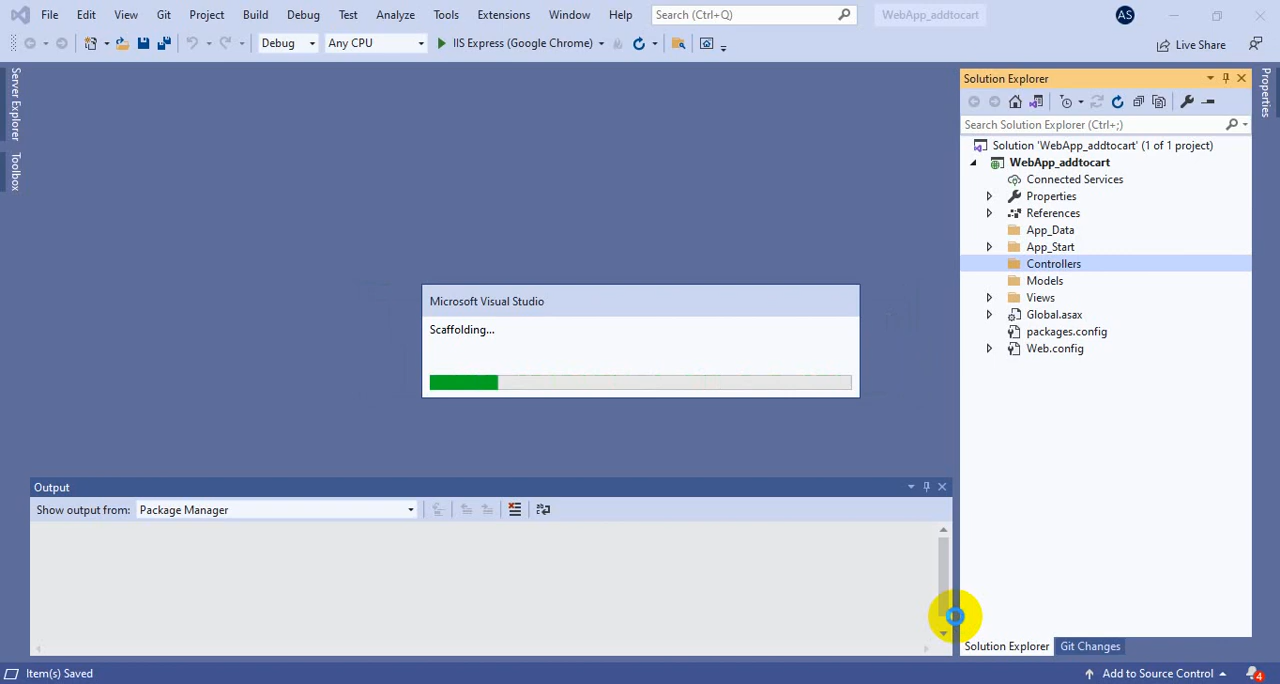 File Edit View Git Project Build Debug Test Analyze Tools Extensions Window Help Search (Ctrl+Q) WebApp_addtocart AS
Debug Any CPU IIS Express (Google Chrome) Live Share
Server Explorer
Toolbox
Solution Explorer
Search Solution Explorer (Ctrl+;)
Solution 'WebApp_addtocart' (1 of 1 project)
WebApp_addtocart
Connected Services
Properties
References
App_Data
App_Start
Controllers
Models
Views
Global.asax
packages.config
Web.config
Properties
Microsoft Visual Studio
Scaffolding...
Output
Show output from: Package Manager
Solution Explorer Git Changes
Item(s) Saved Add to Source Control 4